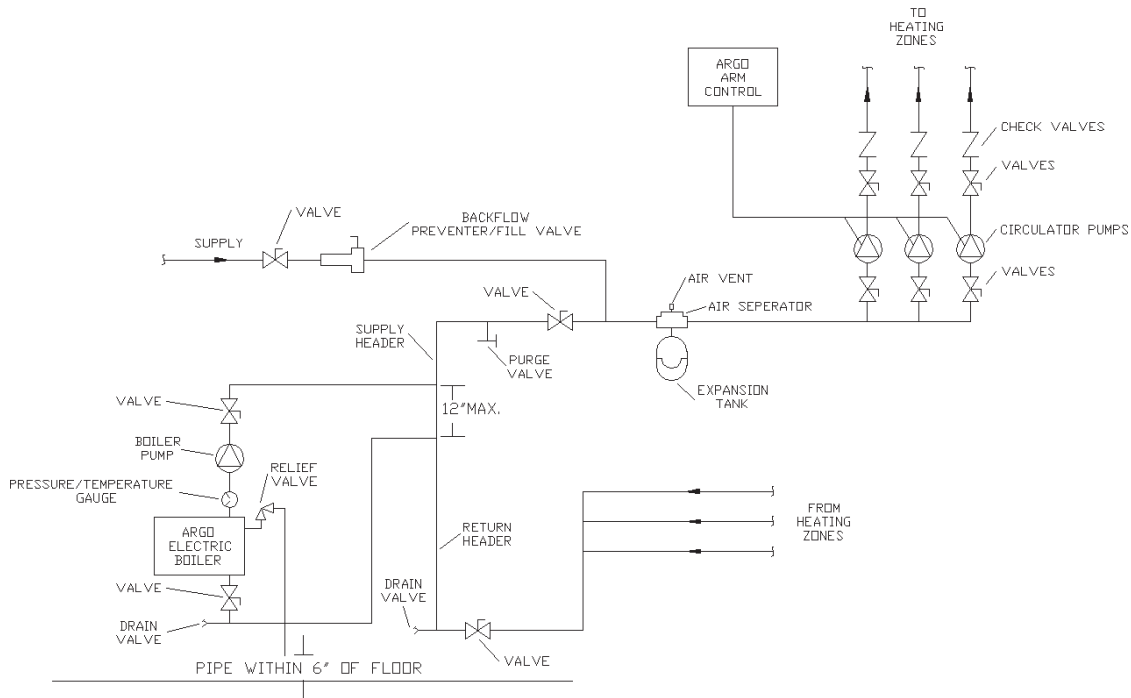 TO
HEATING
ZONES
ARGO
ARM
CONTROL
CHECK VALVES
VALVES
CIRCULATOR PUMPS
VALVES
VALVE
BACKFLOW
PREVENTER/FILL VALVE
SUPPLY
AIR VENT
AIR SEPERATOR
VALVE
SUPPLY
HEADER
PURGE
VALVE
EXPANSION
TANK
12"MAX.
VALVE
BOILER
PUMP
RELIEF
VALVE
PRESSURE/TEMPERATURE
GAUGE
ARGO
ELECTRIC
BOILER
RETURN
HEADER
FROM
HEATING
ZONES
VALVE
DRAIN
VALVE
DRAIN
VALVE
VALVE
PIPE WITHIN 6" OF FLOOR